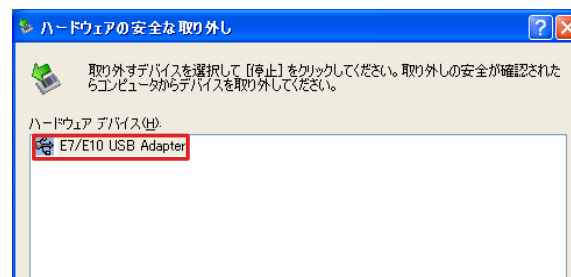 ハードウェアの安全な取り外し
取り外すデバイスを選択して [停止] をクリックしてください。取り外しの安全が確認された
らコンピュータからデバイスを取り外してください。
ハードウェア デバイス(H):
E7/E10 USB Adapter